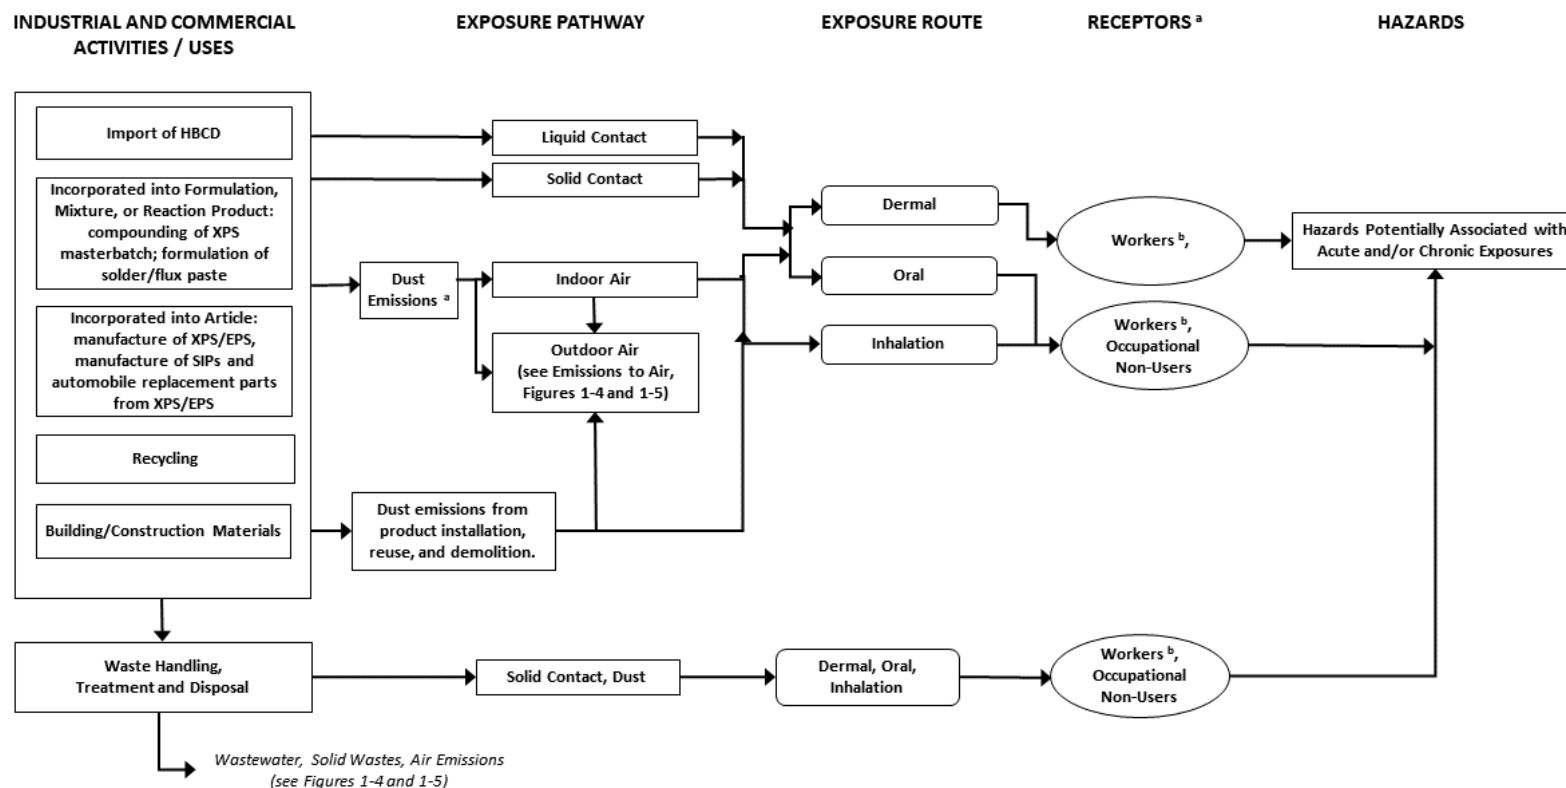 INDUSTRIAL AND COMMERCIAL
ACTIVITIES / USES
EXPOSURE PATHWAY
EXPOSURE ROUTE
RECEPTORS ᵃ
HAZARDS
Import of HBCD
Incorporated into Formulation,
Mixture, or Reaction Product:
compounding of XPS
masterbatch; formulation of
solder/flux paste
Incorporated into Article:
manufacture of XPS/EPS,
manufacture of SIPs and
automobile replacement parts
from XPS/EPS
Recycling
Building/Construction Materials
Waste Handling,
Treatment and Disposal
Wastewater, Solid Wastes, Air Emissions
(see Figures 1-4 and 1-5)
Liquid Contact
Solid Contact
Dust
Emissions ᵃ
Indoor Air
Outdoor Air
(see Emissions to Air,
Figures 1-4 and 1-5)
Dust emissions from
product installation,
reuse, and demolition.
Solid Contact, Dust
Dermal
Oral
Inhalation
Dermal, Oral,
Inhalation
Workers ᵇ,
Workers ᵇ,
Occupational
Non-Users
Workers ᵇ,
Occupational
Non-Users
Hazards Potentially Associated with
Acute and/or Chronic Exposures